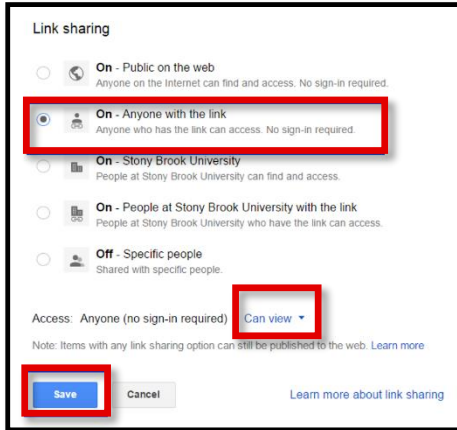 Link sharing
On - Public on the web
Anyone on the Internet can find and access. No sign-in required.
On - Anyone with the link
Anyone who has the link can access. No sign-in required.
On - Stony Brook University
People at Stony Brook University can find and access.
On - People at Stony Brook University with the link
People at Stony Brook University who have the link can access.
Off - Specific people
Shared with specific people.
Access: Anyone (no sign-in required) Can view
Note: Items with any link sharing option can still be published to the web. Learn more
Save Cancel Learn more about link sharing